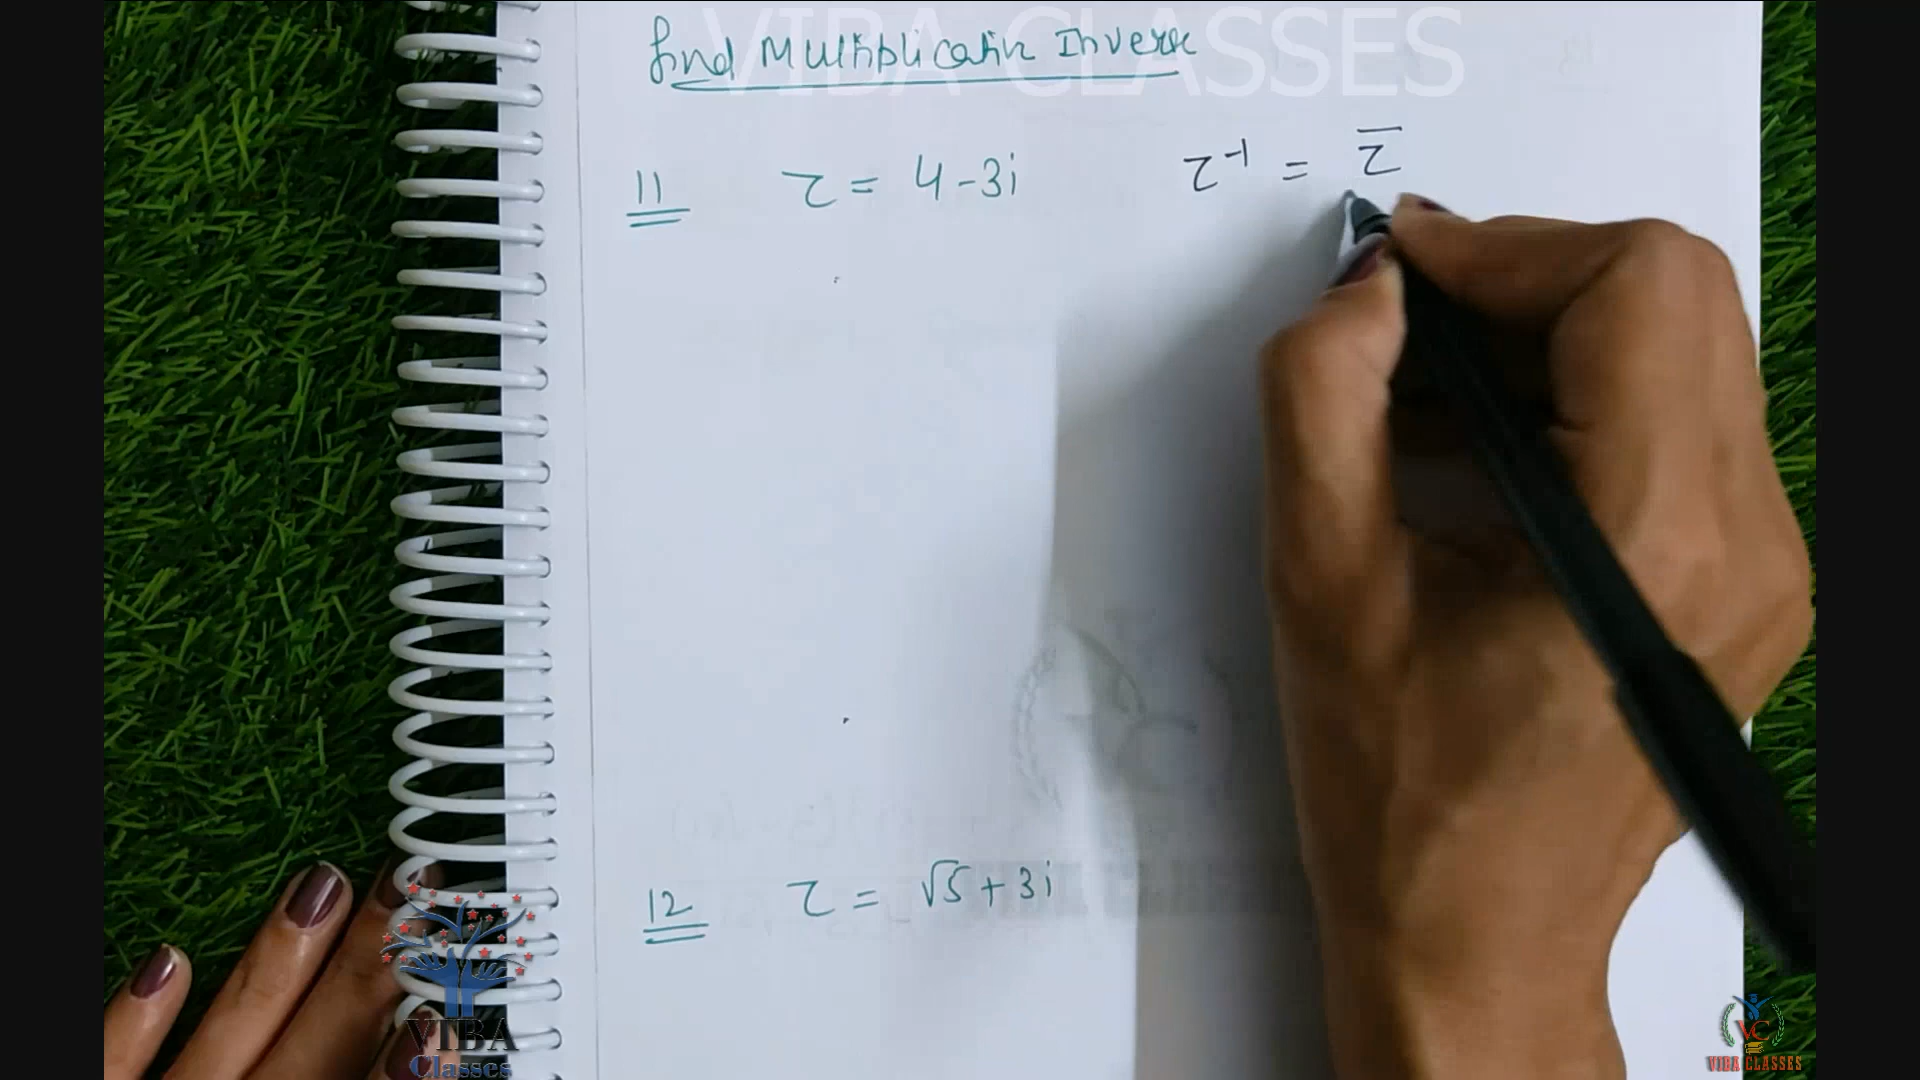 VIBA CLASSES
find Multiplicative Inverse
11 z = 4-3i z⁻¹ = z̅
12 z = √5+3i
VIBA
Classes
VC
VIBA CLASSES